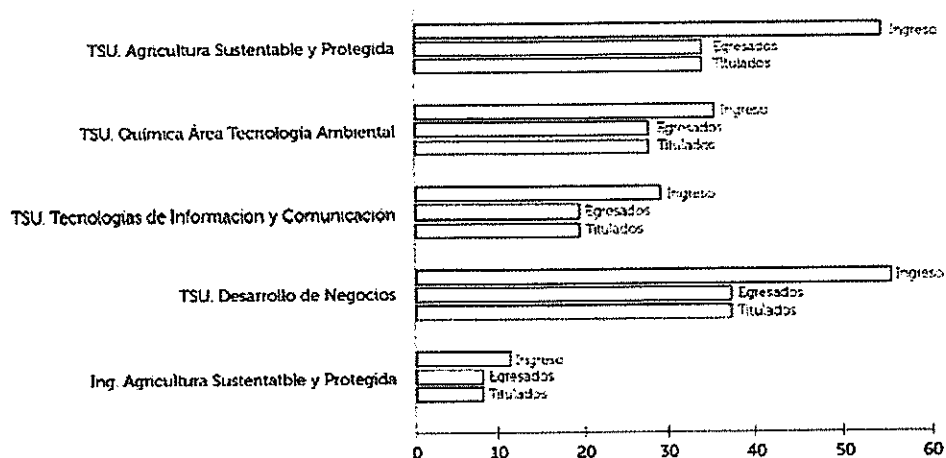 Ingreso
TSU. Agricultura Sustentable y Protegida
Egresados
Titulados
Ingreso
TSU. Química Área Tecnología Ambiental
Egresados
Titulados
Ingreso
TSU. Tecnologías de Informacion y Comunicación
Egresados
Titulados
Ingreso
TSU. Desarrollo de Negocios
Egresados
Titulados
Ingreso
Ing. Agricultura Sustentatble y Protegida
Egresados
Titulados
0 10 20 30 40 50 60